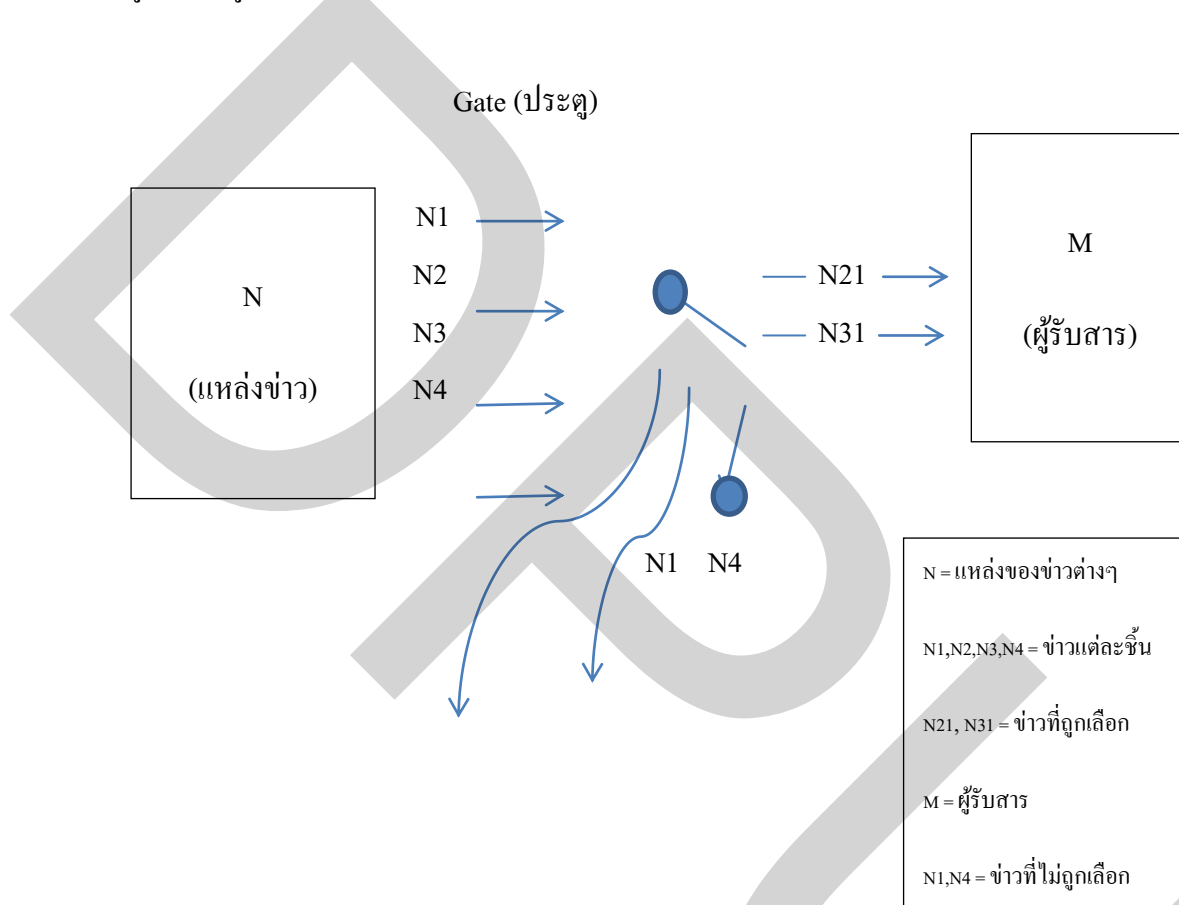 Gate (ประตู)
N
(แหล่งข่าว)
N1
N2
N3
N4
N21
N31
M
(ผู้รับสาร)
N1 N4
N = แหล่งของข่าวต่างๆ
N1,N2,N3,N4 = ข่าวแต่ละชิ้น
N21, N31 = ข่าวที่ถูกเลือก
M = ผู้รับสาร
N1,N4 = ข่าวที่ไม่ถูกเลือก